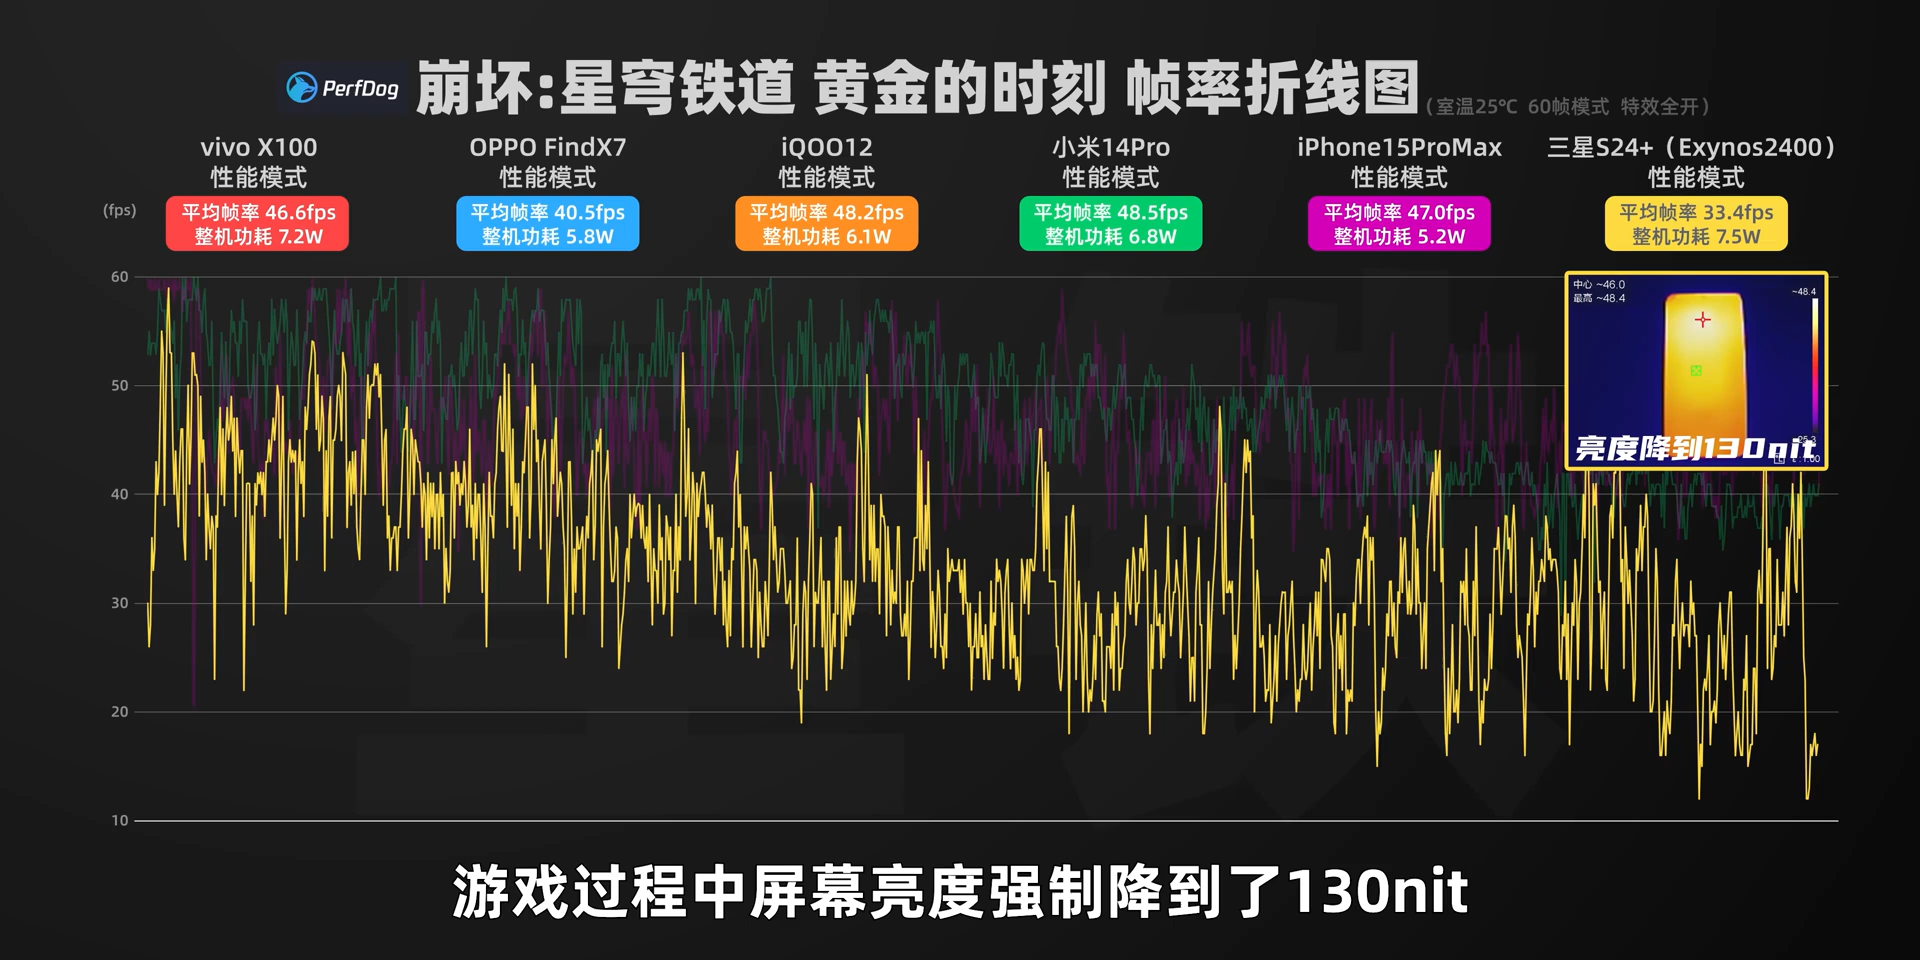 PerfDog
崩坏:星穹铁道 黄金的时刻 帧率折线图
(室温25℃ 60帧模式 特效全开)
vivo X100
性能模式
平均帧率 46.6fps
整机功耗 7.2W
OPPO FindX7
性能模式
平均帧率 40.5fps
整机功耗 5.8W
iQOO12
性能模式
平均帧率 48.2fps
整机功耗 6.1W
小米14Pro
性能模式
平均帧率 48.5fps
整机功耗 6.8W
iPhone15ProMax
性能模式
平均帧率 47.0fps
整机功耗 5.2W
三星S24+（Exynos2400）
性能模式
平均帧率 33.4fps
整机功耗 7.5W
(fps)
60
50
40
30
20
10
中心 ~46.0
最高 ~48.4
~48.4
亮度降到130nit
游戏过程中屏幕亮度强制降到了130nit